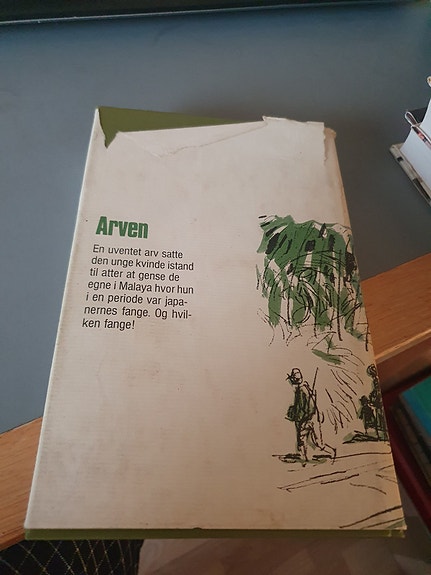 Arven
En uventet arv satte
den unge kvinde istand
til atter at gense de
egne i Malaya hvor hun
i en periode var japa-
nernes fange. Og hvil-
ken fange!